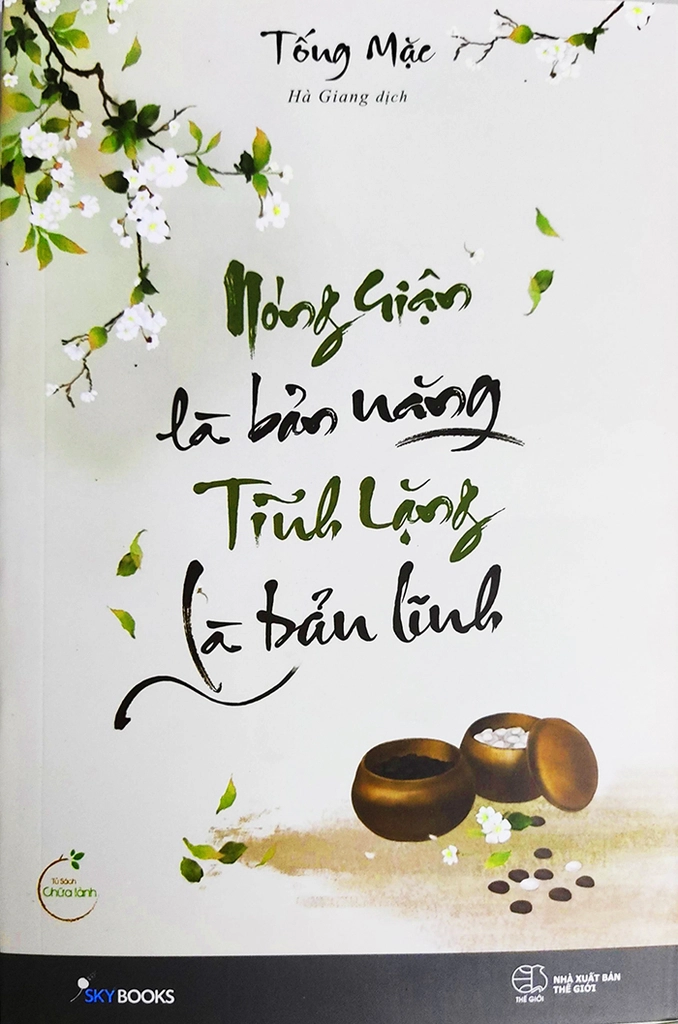 Tống Mặc
Hà Giang dịch
Nóng Giận
là bản năng
Tĩnh Lặng
Là bản lĩnh
Tủ Sách
Chữa lành
SKYBOOKS
THẾ GIỚI
NHÀ XUẤT BẢN
THẾ GIỚI